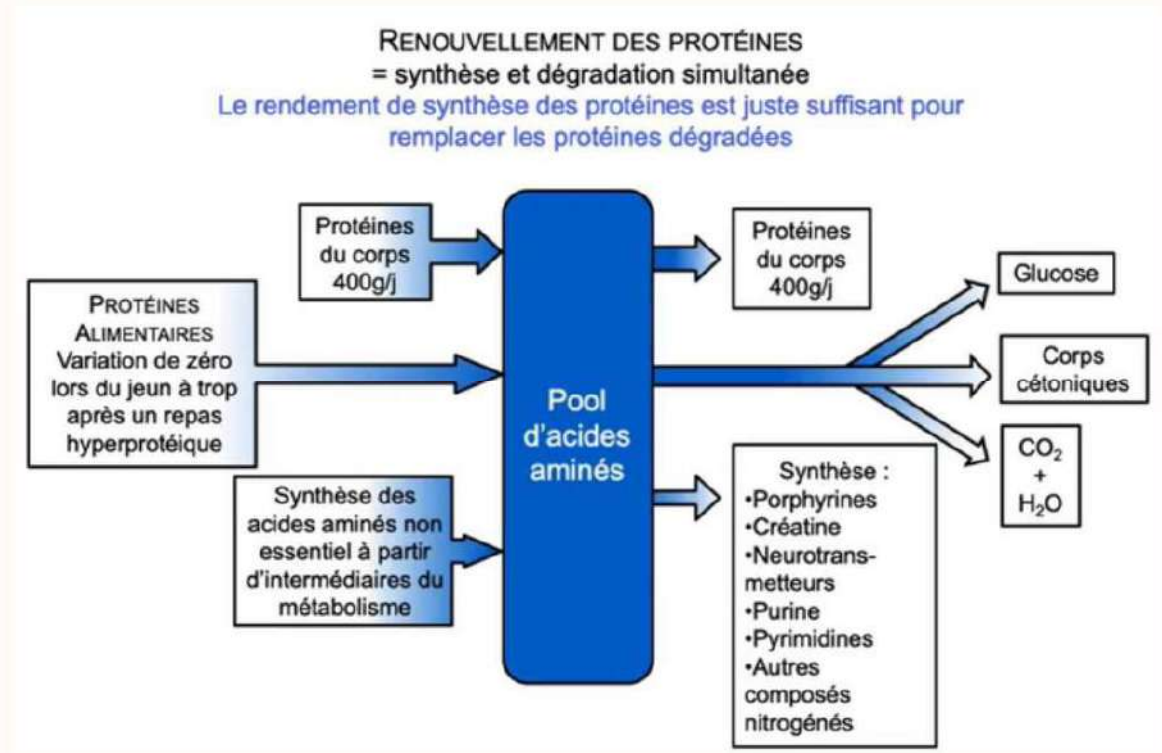 RENOUVELLEMENT DES PROTÉINES
= synthèse et dégradation simultanée
Le rendement de synthèse des protéines est juste suffisant pour
remplacer les protéines dégradées
Protéines
du corps
400g/j
PROTÉINES
ALIMENTAIRES
Variation de zéro
lors du jeun à trop
après un repas
hyperprotéique
Synthèse des
acides aminés non
essentiel à partir
d'intermédiaires du
métabolisme
Pool
d'acides
aminés
Protéines
du corps
400g/j
Glucose
Corps
cétoniques
CO₂
+
H₂O
Synthèse :
•Porphyrines
•Créatine
•Neurotrans-
metteurs
•Purine
•Pyrimidines
•Autres
composés
nitrogénés